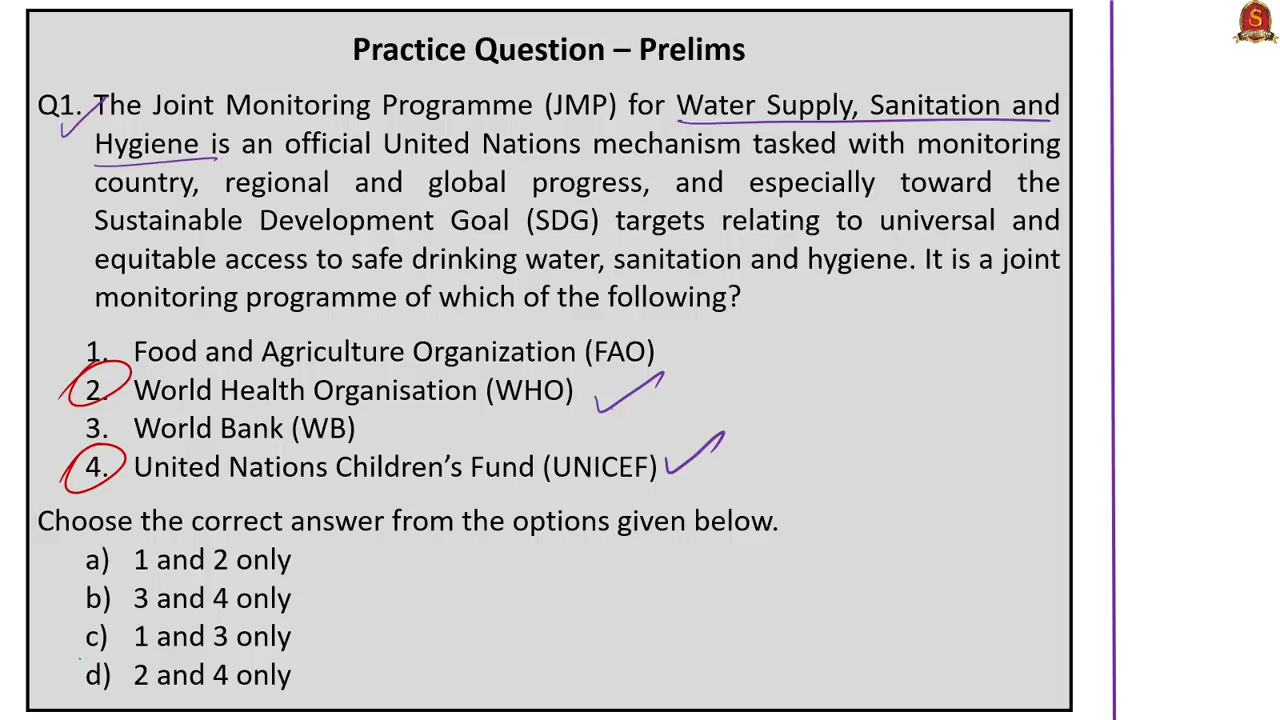 Practice Question – Prelims
Q1. The Joint Monitoring Programme (JMP) for Water Supply, Sanitation and
Hygiene is an official United Nations mechanism tasked with monitoring
country, regional and global progress, and especially toward the
Sustainable Development Goal (SDG) targets relating to universal and
equitable access to safe drinking water, sanitation and hygiene. It is a joint
monitoring programme of which of the following?
1. Food and Agriculture Organization (FAO)
2. World Health Organisation (WHO)
3. World Bank (WB)
4. United Nations Children’s Fund (UNICEF)
Choose the correct answer from the options given below.
a) 1 and 2 only
b) 3 and 4 only
c) 1 and 3 only
d) 2 and 4 only
S